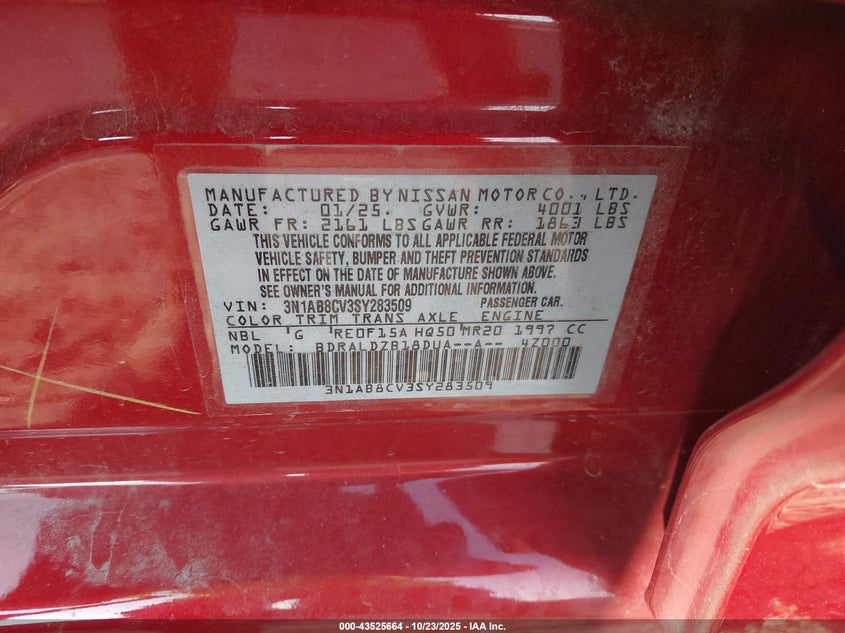 MANUFACTURED BY NISSAN MOTOR CO., LTD.
DATE: 01/25. GVWR: 4001 LBS
GAWR FR: 2161 LBS GAWR RR: 1863 LBS
THIS VEHICLE CONFORMS TO ALL APPLICABLE FEDERAL MOTOR
VEHICLE SAFETY, BUMPER AND THEFT PREVENTION STANDARDS
IN EFFECT ON THE DATE OF MANUFACTURE SHOWN ABOVE.
SEE OWNER'S MANUAL FOR ADDITIONAL INFORMATION.
VIN: 3N1AB8CV3SY283509 PASSENGER CAR.
COLOR TRIM TRANS AXLE ENGINE
NBL 'G 'RE0F15A HQ50 MR20 1997 CC
MODEL: BDRALDZB18DUA--A-- 4Z000
3N1AB8CV3SY283509
000-43525664 | 10/23/2025 - © IAA Inc.